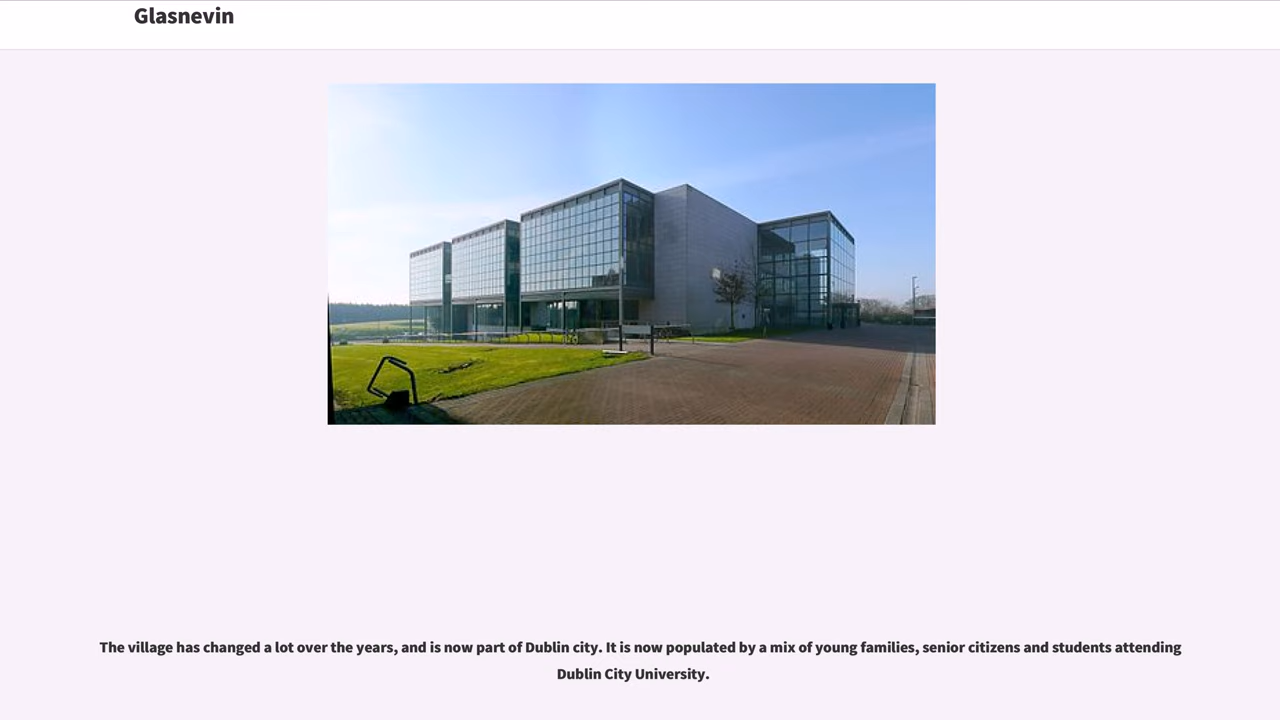 Glasnevin
The village has changed a lot over the years, and is now part of Dublin city. It is now populated by a mix of young families, senior citizens and students attending
Dublin City University.